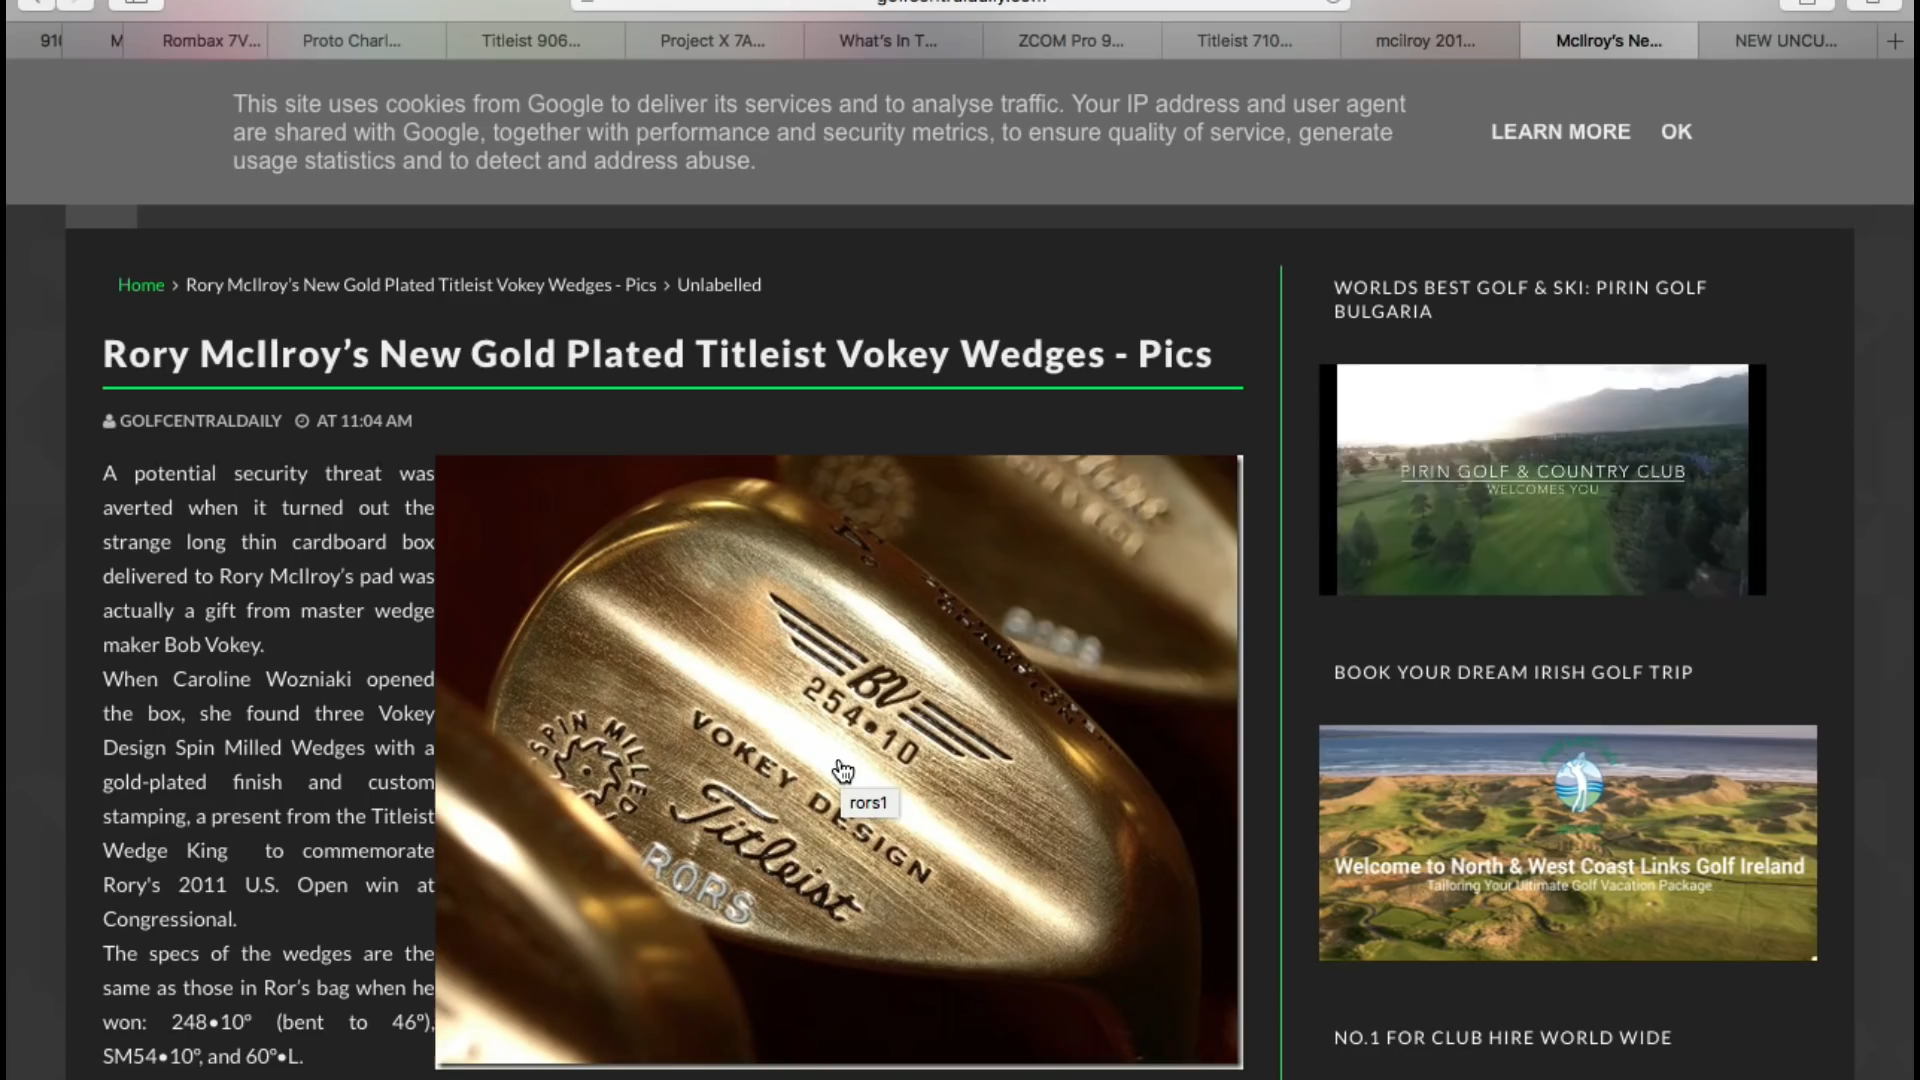 golfcentraldaily.com
91(
M
Rombax 7V...
Proto Charl...
Titleist 906...
Project X 7A...
What's In T...
ZCOM Pro 9...
Titleist 710...
mcilroy 201...
McIlroy's Ne...
NEW UNCU...
This site uses cookies from Google to deliver its services and to analyse traffic. Your IP address and user agent
are shared with Google, together with performance and security metrics, to ensure quality of service, generate
usage statistics and to detect and address abuse.
LEARN MORE OK
Home › Rory McIlroy's New Gold Plated Titleist Vokey Wedges - Pics › Unlabelled
Rory McIlroy's New Gold Plated Titleist Vokey Wedges - Pics
GOLFCENTRALDAILY AT 11:04 AM
A potential security threat was
averted when it turned out the
strange long thin cardboard box
delivered to Rory McIlroy's pad was
actually a gift from master wedge
maker Bob Vokey.
When Caroline Wozniaki opened
the box, she found three Vokey
Design Spin Milled Wedges with a
gold-plated finish and custom
stamping, a present from the Titleist
Wedge King to commemorate
Rory's 2011 U.S. Open win at
Congressional.
The specs of the wedges are the
same as those in Ror's bag when he
won: 248•10º (bent to 46º),
SM54•10º, and 60º•L.
BV
254•10
VOKEY DESIGN
Titleist
SPIN MILLED
RORS
rors1
WORLDS BEST GOLF & SKI: PIRIN GOLF
BULGARIA
PIRIN GOLF & COUNTRY CLUB
WELCOMES YOU
BOOK YOUR DREAM IRISH GOLF TRIP
Welcome to North & West Coast Links Golf Ireland
Tailoring Your Ultimate Golf Vacation Package
NO.1 FOR CLUB HIRE WORLD WIDE